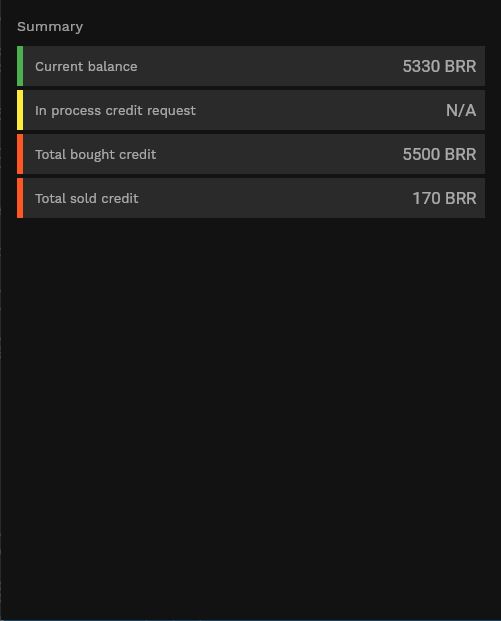 Summary
Current balance 5330 BRR
In process credit request N/A
Total bought credit 5500 BRR
Total sold credit 170 BRR